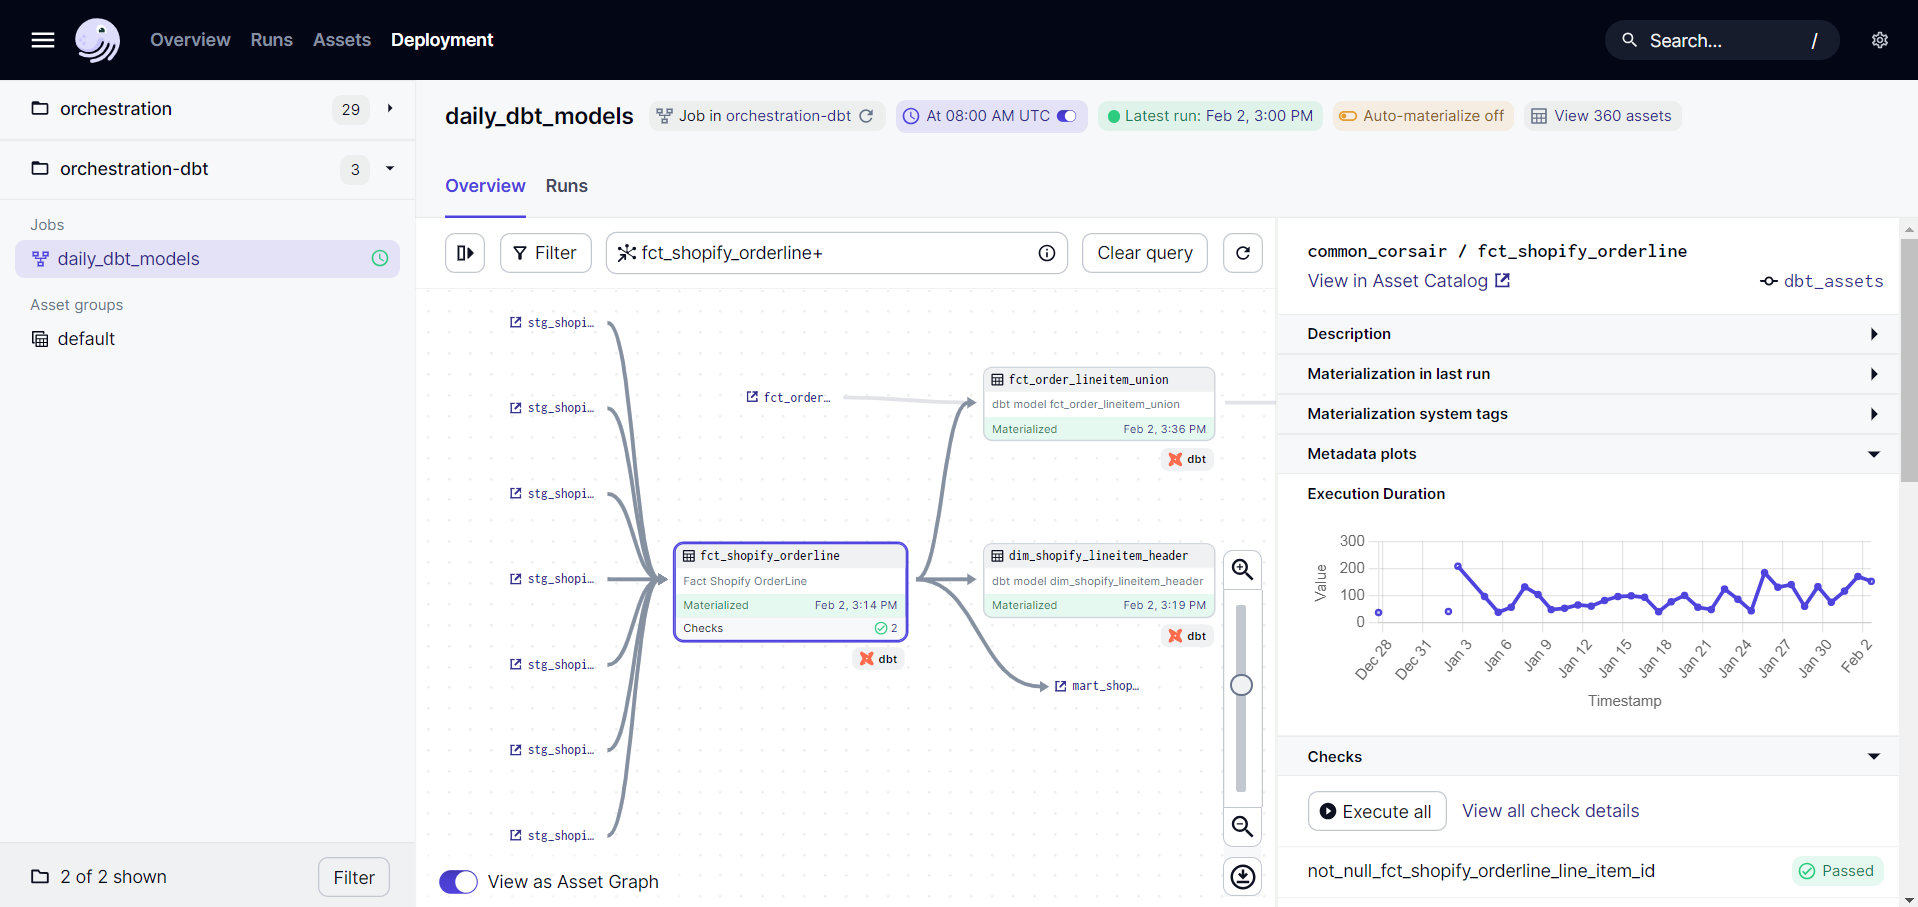 Overview Runs Assets Deployment
Search... /
orchestration 29
orchestration-dbt 3
Jobs
daily_dbt_models
Asset groups
default
2 of 2 shown Filter
daily_dbt_models Job in orchestration-dbt At 08:00 AM UTC Latest run: Feb 2, 3:00 PM Auto-materialize off View 360 assets
Overview Runs
Filter fct_shopify_orderline+ Clear query
stg_shopi…
stg_shopi…
stg_shopi…
stg_shopi…
stg_shopi…
stg_shopi…
stg_shopi…
fct_order…
fct_order_lineitem_union
dbt model fct_order_lineitem_union
Materialized Feb 2, 3:36 PM
dbt
fct_shopify_orderline
Fact Shopify OrderLine
Materialized Feb 2, 3:14 PM
Checks 2
dbt
dim_shopify_lineitem_header
dbt model dim_shopify_lineitem_header
Materialized Feb 2, 3:19 PM
dbt
mart_shop…
View as Asset Graph
common_corsair / fct_shopify_orderline
View in Asset Catalog dbt_assets
Description
Materialization in last run
Materialization system tags
Metadata plots
Execution Duration
300
200
100
0
Value
Dec 28 Dec 31 Jan 3 Jan 6 Jan 9 Jan 12 Jan 15 Jan 18 Jan 21 Jan 24 Jan 27 Jan 30 Feb 2
Timestamp
Checks
Execute all View all check details
not_null_fct_shopify_orderline_line_item_id Passed